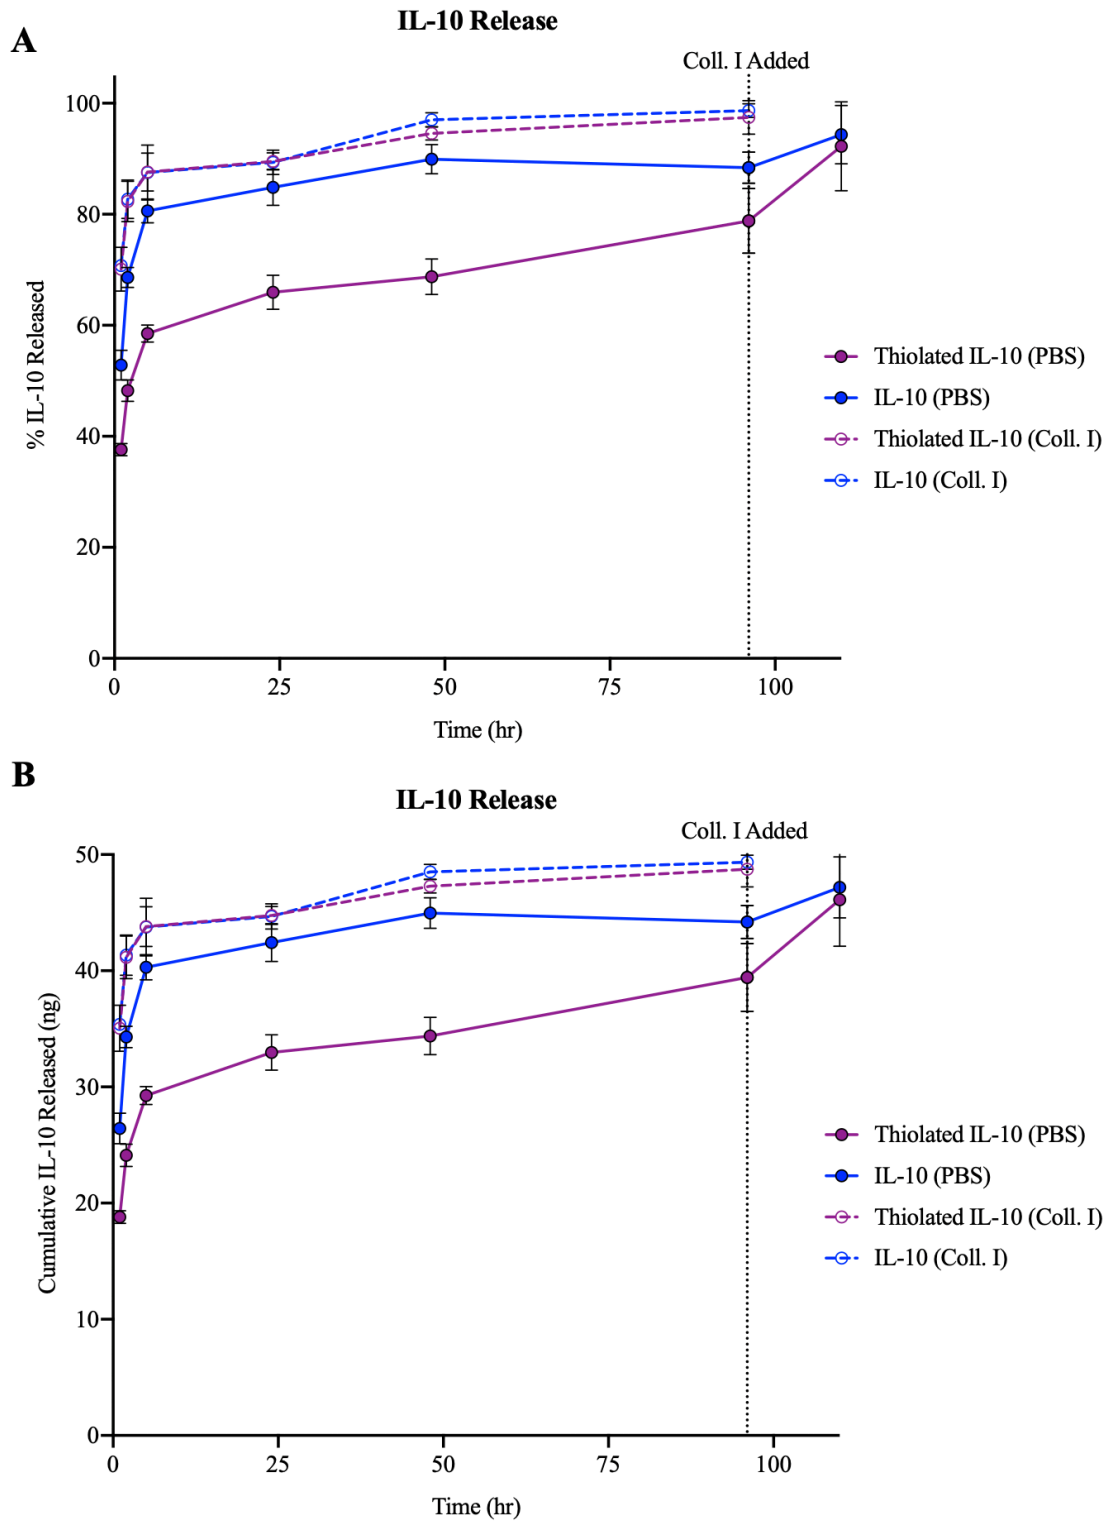 A
IL-10 Release
Coll. I Added
100
80
60
40
20
0
% IL-10 Released
0 25 50 75 100
Time (hr)
Thiolated IL-10 (PBS)
IL-10 (PBS)
Thiolated IL-10 (Coll. I)
IL-10 (Coll. I)
B
IL-10 Release
Coll. I Added
50
40
30
20
10
0
Cumulative IL-10 Released (ng)
0 25 50 75 100
Time (hr)
Thiolated IL-10 (PBS)
IL-10 (PBS)
Thiolated IL-10 (Coll. I)
IL-10 (Coll. I)